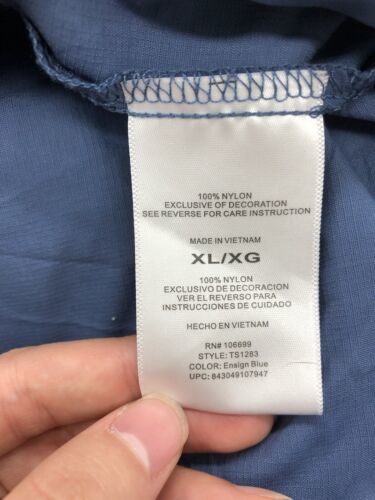 100% NYLON
EXCLUSIVE OF DECORATION
SEE REVERSE FOR CARE INSTRUCTION
MADE IN VIETNAM
XL/XG
100% NYLON
EXCLUSIVO DE DECORACION
VER EL REVERSO PARA
INSTRUCCIONES DE CUIDADO
HECHO EN VIETNAM
RN# 106699
STYLE: TS1283
COLOR: Ensign Blue
UPC: 843049107947